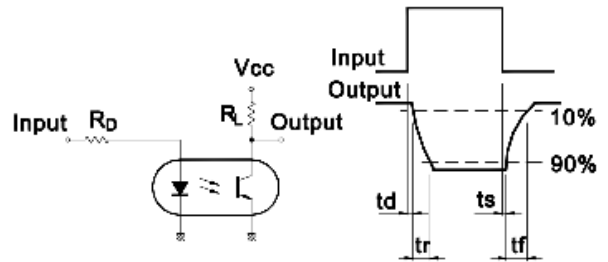 Input
RD
Vcc
RL
Output
Input
Output
10%
90%
td
tr
ts
tf